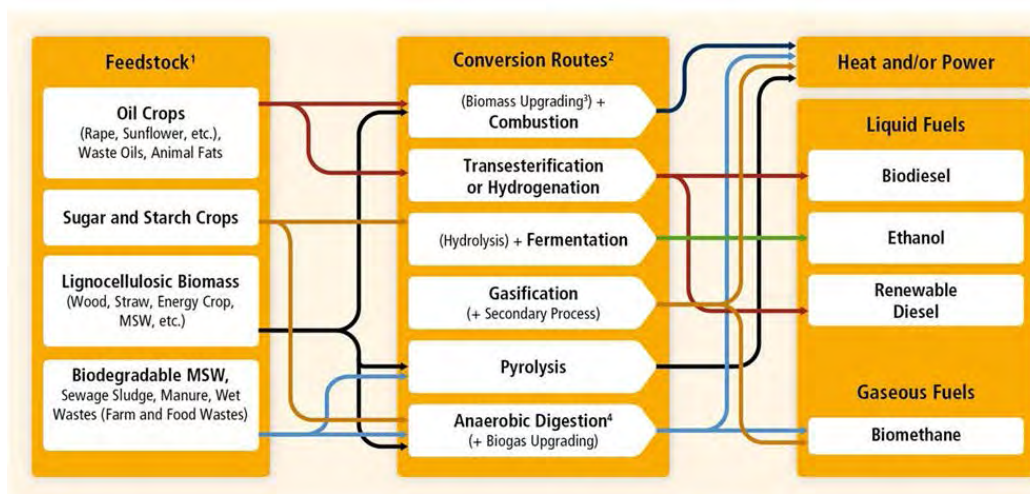 Feedstock¹
Oil Crops
(Rape, Sunflower, etc.),
Waste Oils, Animal Fats
Sugar and Starch Crops
Lignocellulosic Biomass
(Wood, Straw, Energy Crop,
MSW, etc.)
Biodegradable MSW,
Sewage Sludge, Manure, Wet
Wastes (Farm and Food Wastes)
Conversion Routes²
(Biomass Upgrading³) +
Combustion
Transesterification
or Hydrogenation
(Hydrolysis) + Fermentation
Gasification
(+ Secondary Process)
Pyrolysis
Anaerobic Digestion⁴
(+ Biogas Upgrading)
Heat and/or Power
Liquid Fuels
Biodiesel
Ethanol
Renewable
Diesel
Gaseous Fuels
Biomethane